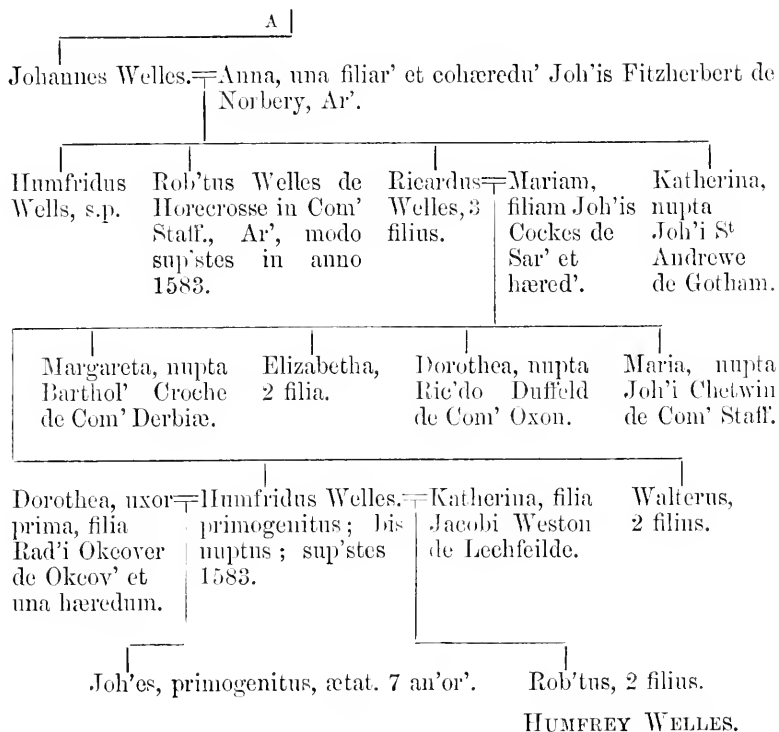 A
Johannes Welles.=Anna, una filiar' et cohæredu' Joh'is Fitzherbert de
Norbery, Ar'.
Humfridus
Wells, s.p.
Rob'tus Welles de
Horecrosse in Com'
Staff., Ar', modo
sup'stes in anno
1583.
Ricardus=Mariam,
Welles, 3
filius.
filiam Joh'is
Cockes de
Sar' et
hæred'.
Katherina,
nupta
Joh'i St
Andrewe
de Gotham.
Margareta, nupta
Barthol' Croche
de Com' Derbiæ.
Elizabetha,
2 filia.
Dorothea, nupta
Ric'do Duffeld
de Com' Oxon.
Maria, nupta
Joh'i Chetwin
de Com' Staff.
Dorothea, uxor=Humfridus Welles.=Katherina, filia
prima, filia
Rad'i Okeover
de Okeov' et
una hæredum.
primogenitus; bis
nuptus; sup'stes
1583.
Jacobi Weston
de Lechfeilde.
Walterus,
2 filius.
Joh'es, primogenitus, ætat. 7 an'or'.
Rob'tus, 2 filius.
HUMFREY WELLES.